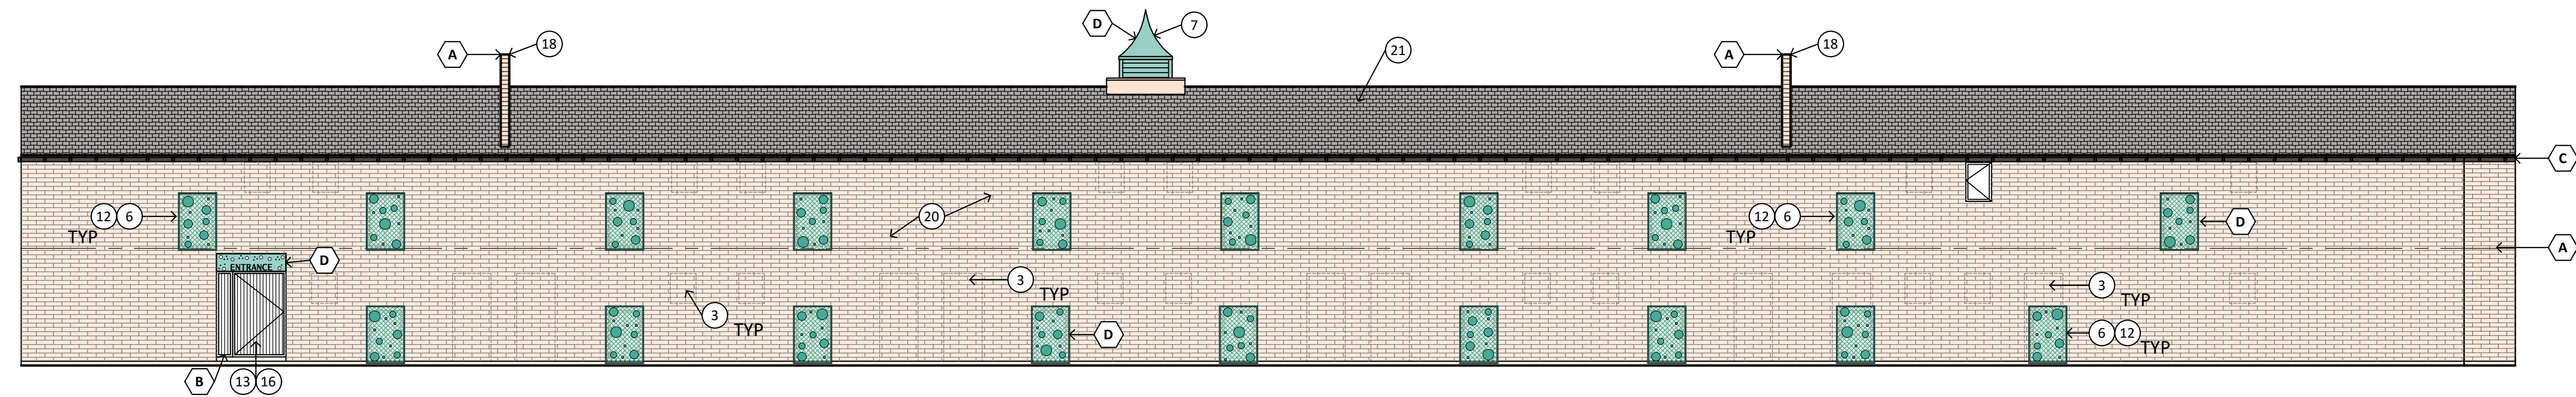 D 7
A 18
21
A 18
C
12 6
TYP
20
12 6
TYP
D
A
D
ENTRANCE
3
TYP
3
TYP
3
TYP
D
6 12
TYP
B 13 16